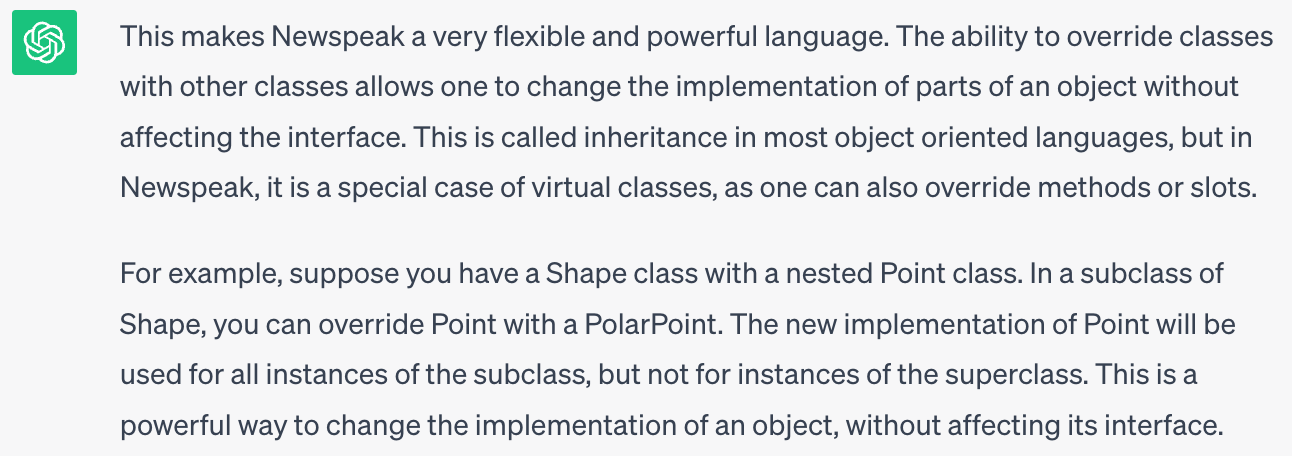 This makes Newspeak a very flexible and powerful language. The ability to override classes
with other classes allows one to change the implementation of parts of an object without
affecting the interface. This is called inheritance in most object oriented languages, but in
Newspeak, it is a special case of virtual classes, as one can also override methods or slots.
For example, suppose you have a Shape class with a nested Point class. In a subclass of
Shape, you can override Point with a PolarPoint. The new implementation of Point will be
used for all instances of the subclass, but not for instances of the superclass. This is a
powerful way to change the implementation of an object, without affecting its interface.